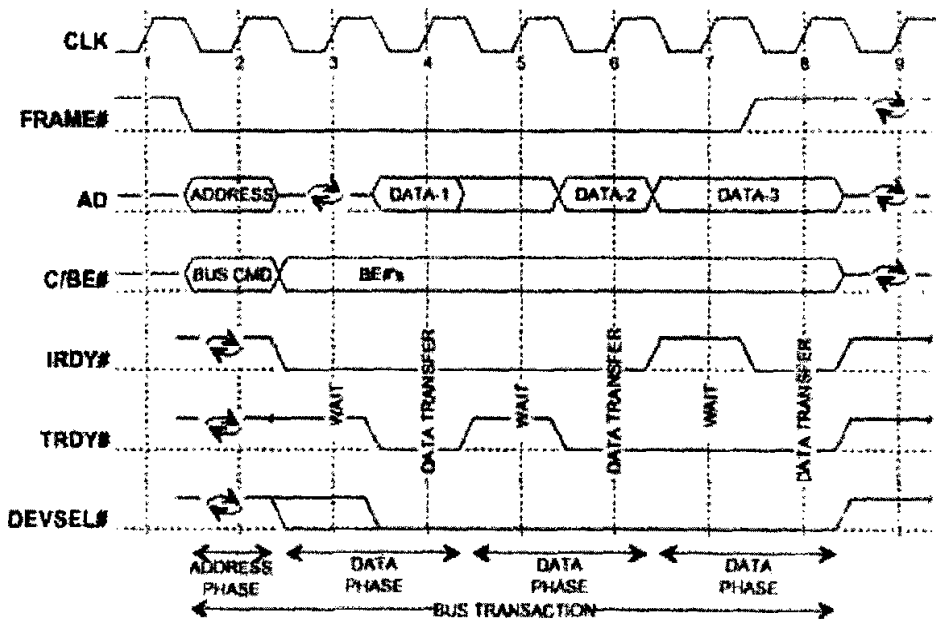 CLK
1 2 3 4 5 6 7 8 9
FRAME#
AD
ADDRESS DATA-1 DATA-2 DATA-3
C/BE#
BUS CMD BE#'s
IRDY#
WAIT
DATA TRANSFER
WAIT
DATA TRANSFER
WAIT
DATA TRANSFER
TRDY#
DEVSEL#
ADDRESS
PHASE
DATA
PHASE
DATA
PHASE
DATA
PHASE
BUS TRANSACTION